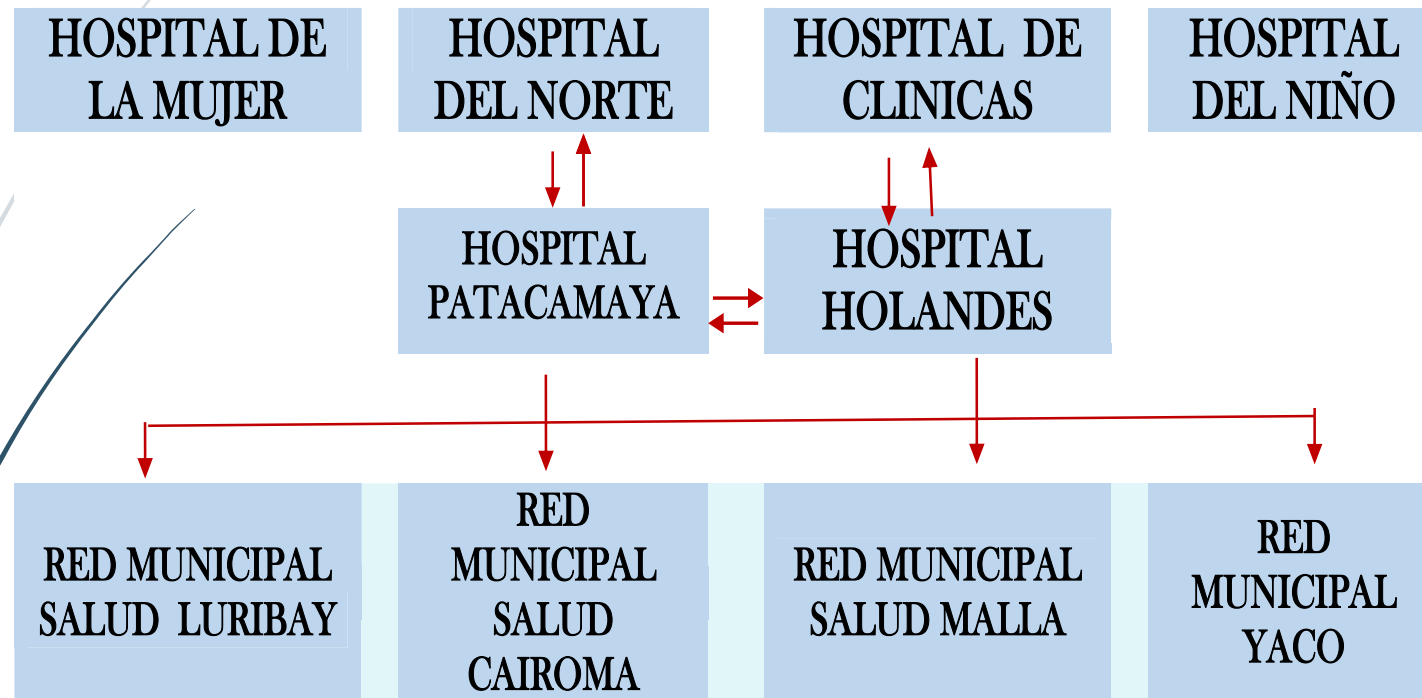 HOSPITAL DE
LA MUJER
HOSPITAL
DEL NORTE
HOSPITAL DE
CLINICAS
HOSPITAL
DEL NIÑO
HOSPITAL
PATACAMAYA
HOSPITAL
HOLANDES
RED MUNICIPAL
SALUD LURIBAY
RED
MUNICIPAL
SALUD
CAIROMA
RED MUNICIPAL
SALUD MALLA
RED
MUNICIPAL
YACO